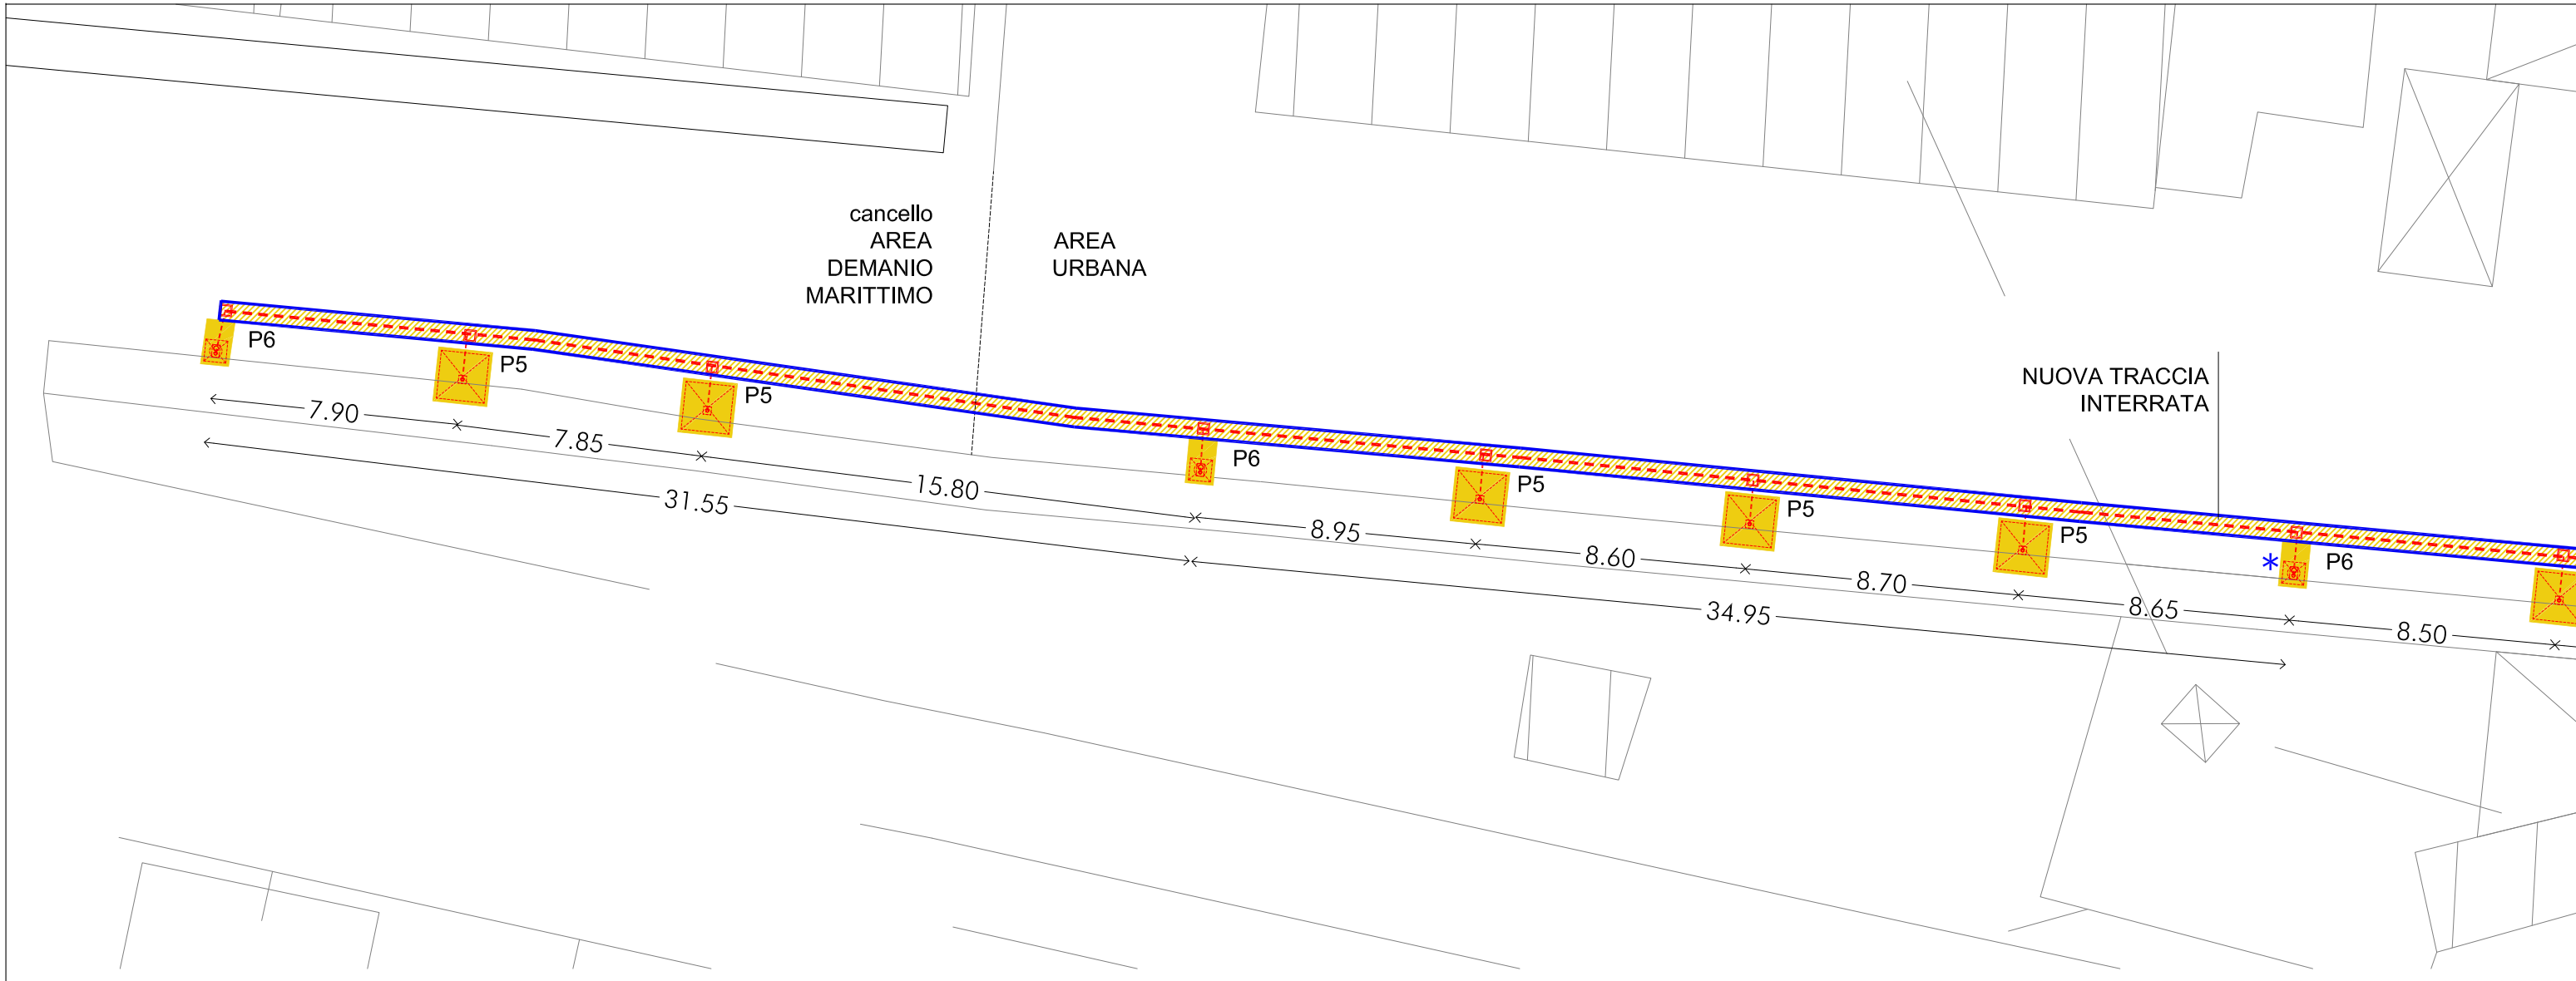 cancello
AREA
DEMANIO
MARITTIMO
AREA
URBANA
NUOVA TRACCIA
INTERRATA
P6
P5
P5
P6
P5
P5
P5
* P6
7.90
7.85
15.80
8.95
8.60
8.70
8.65
8.50
31.55
34.95